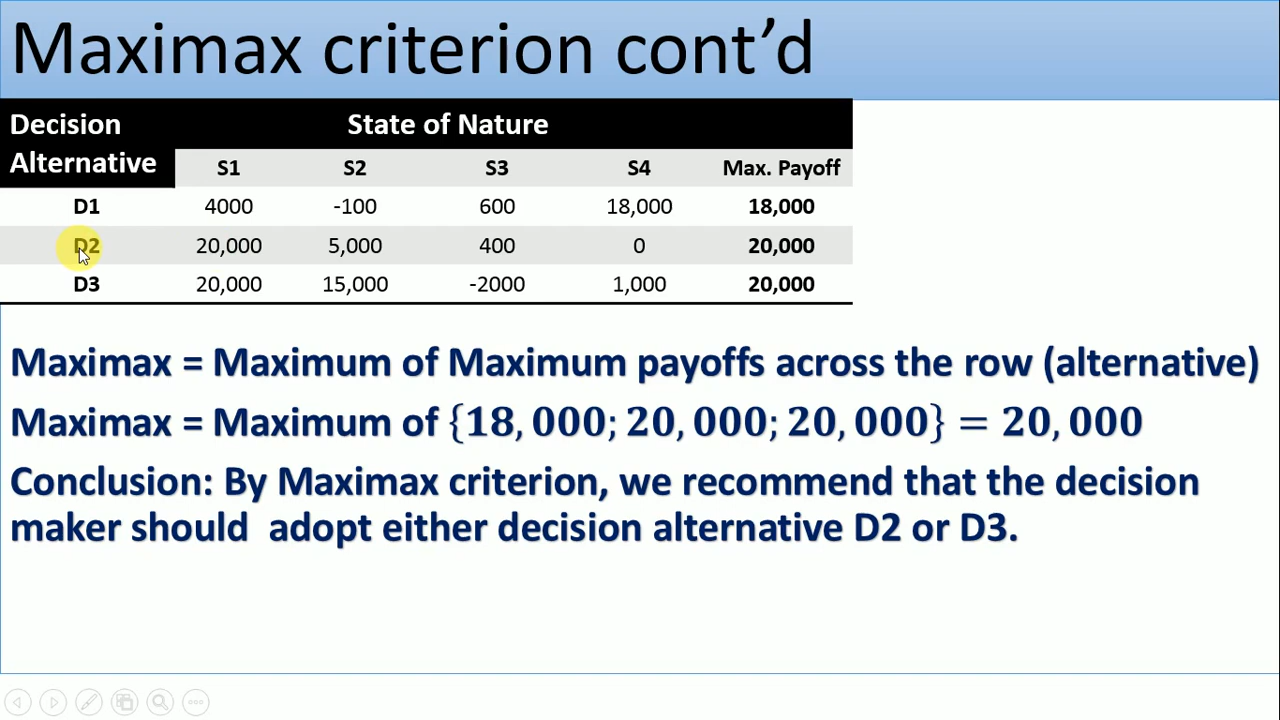 Maximax criterion cont’d
Decision Alternative State of Nature
S1 S2 S3 S4 Max. Payoff
D1 4000 -100 600 18,000 18,000
D2 20,000 5,000 400 0 20,000
D3 20,000 15,000 -2000 1,000 20,000
Maximax = Maximum of Maximum payoffs across the row (alternative)
Maximax = Maximum of {18,000; 20,000; 20,000} = 20,000
Conclusion: By Maximax criterion, we recommend that the decision
maker should adopt either decision alternative D2 or D3.